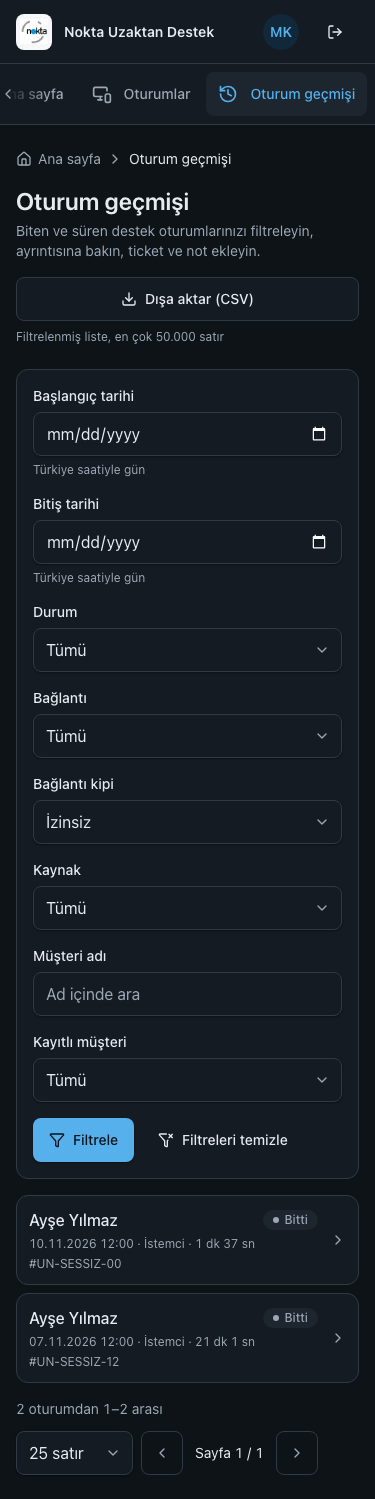 nokta
Nokta Uzaktan Destek
MK
na sayfa
Oturumlar
Oturum geçmişi
Ana sayfa
Oturum geçmişi
Oturum geçmişi
Biten ve süren destek oturumlarınızı filtreleyin,
ayrıntısına bakın, ticket ve not ekleyin.
Dışa aktar (CSV)
Filtrelenmiş liste, en çok 50.000 satır
Başlangıç tarihi
mm/dd/yyyy
Türkiye saatiyle gün
Bitiş tarihi
mm/dd/yyyy
Türkiye saatiyle gün
Durum
Tümü
Bağlantı
Tümü
Bağlantı kipi
İzinsiz
Kaynak
Tümü
Müşteri adı
Ad içinde ara
Kayıtlı müşteri
Tümü
Filtrele
Filtreleri temizle
Ayşe Yılmaz
Bitti
10.11.2026 12:00 · İstemci · 1 dk 37 sn
#UN-SESSIZ-00
Ayşe Yılmaz
Bitti
07.11.2026 12:00 · İstemci · 21 dk 1 sn
#UN-SESSIZ-12
2 oturumdan 1–2 arası
25 satır
Sayfa 1 / 1